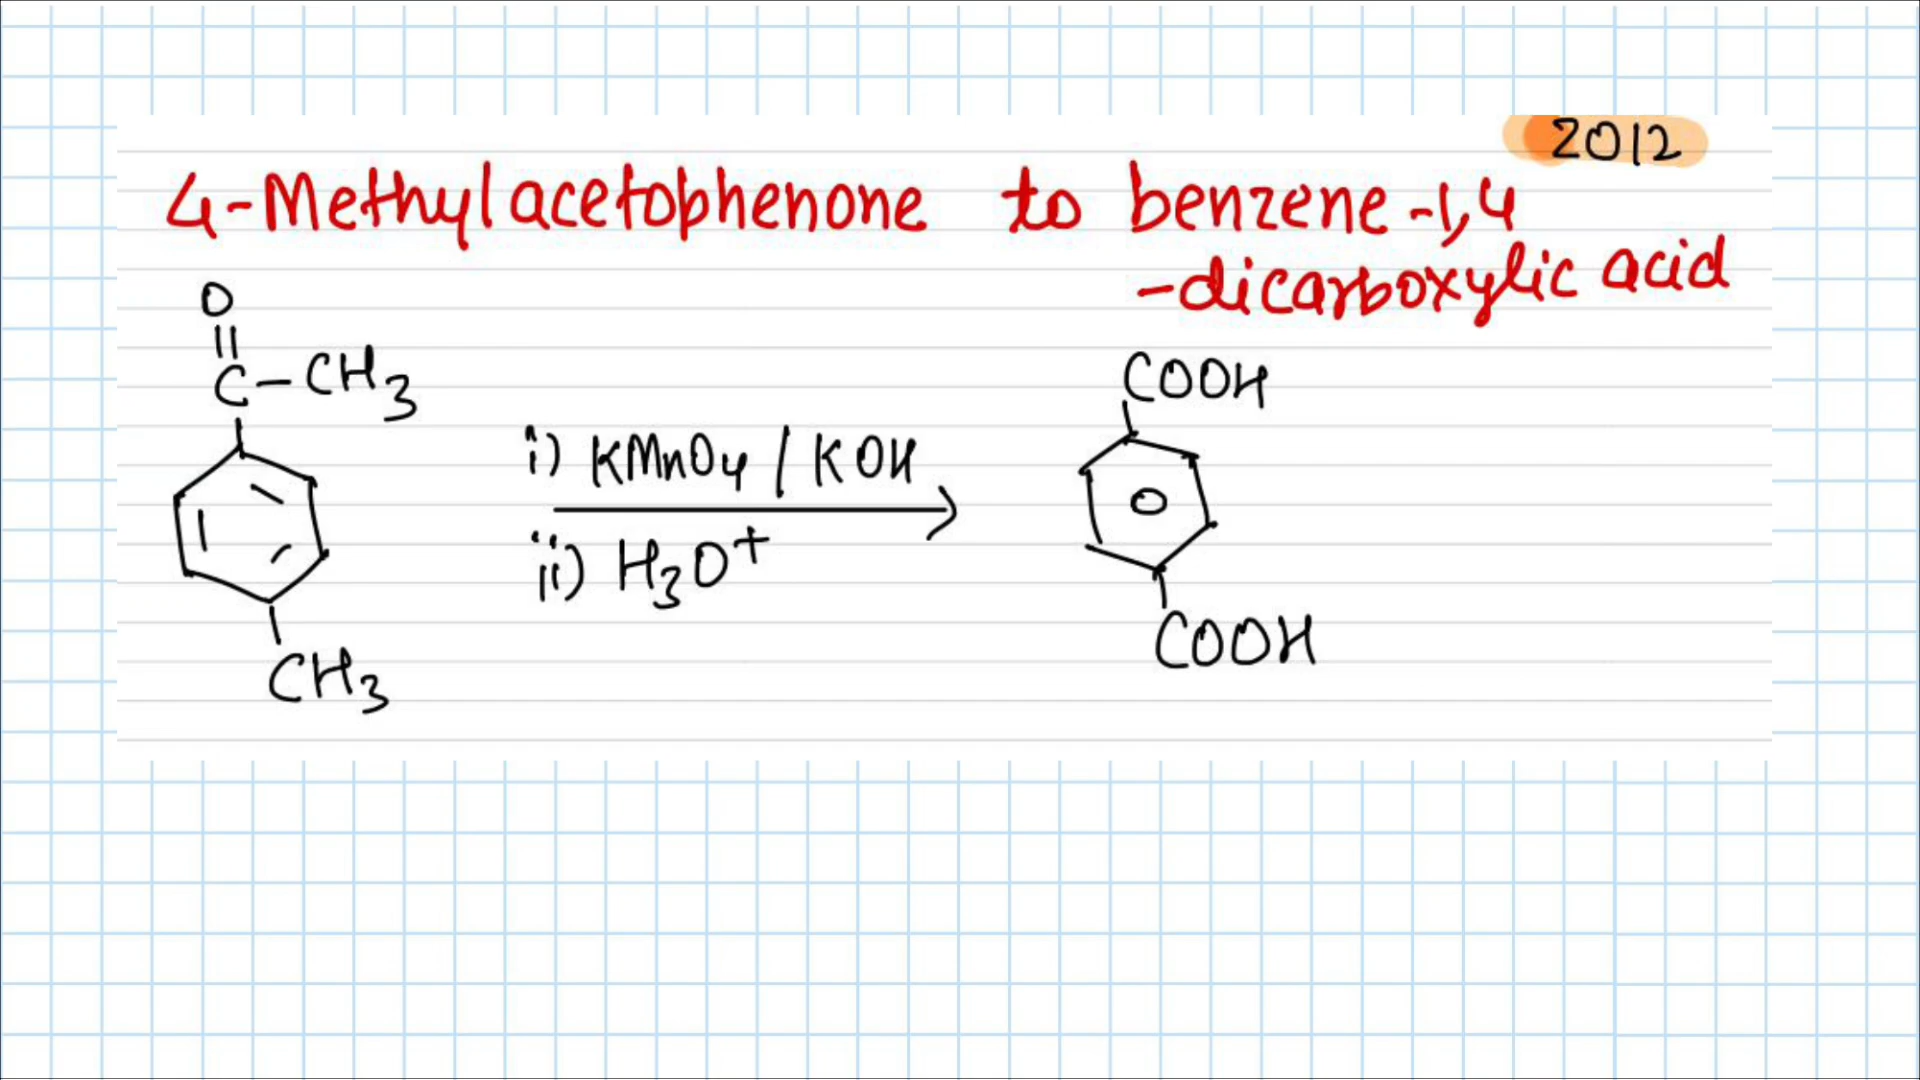 2012
4-Methylacetophenone to benzene-1,4
-dicarboxylic acid
O
||
C-CH3
i) KMnO4 / KOH
ii) H3O+
CH3
COOH
COOH